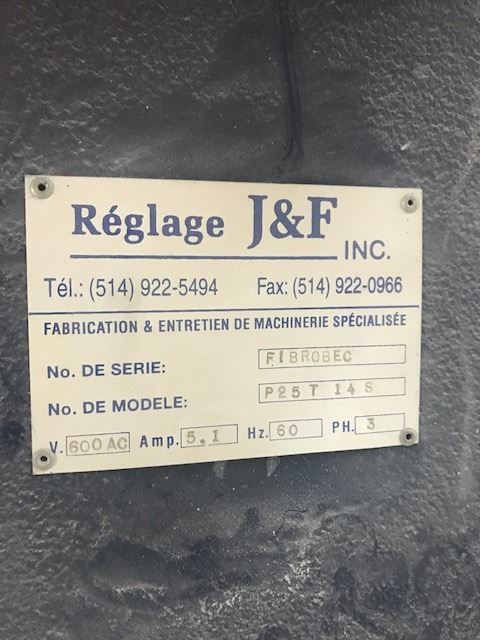 Réglage J&F INC.
Tél.: (514) 922-5494 Fax: (514) 922-0966
FABRICATION & ENTRETIEN DE MACHINERIE SPÉCIALISÉE
No. DE SERIE: FIBROBEC
No. DE MODELE: P25T 14S
V. 600 AC Amp. 5,1 Hz. 60 PH. 3